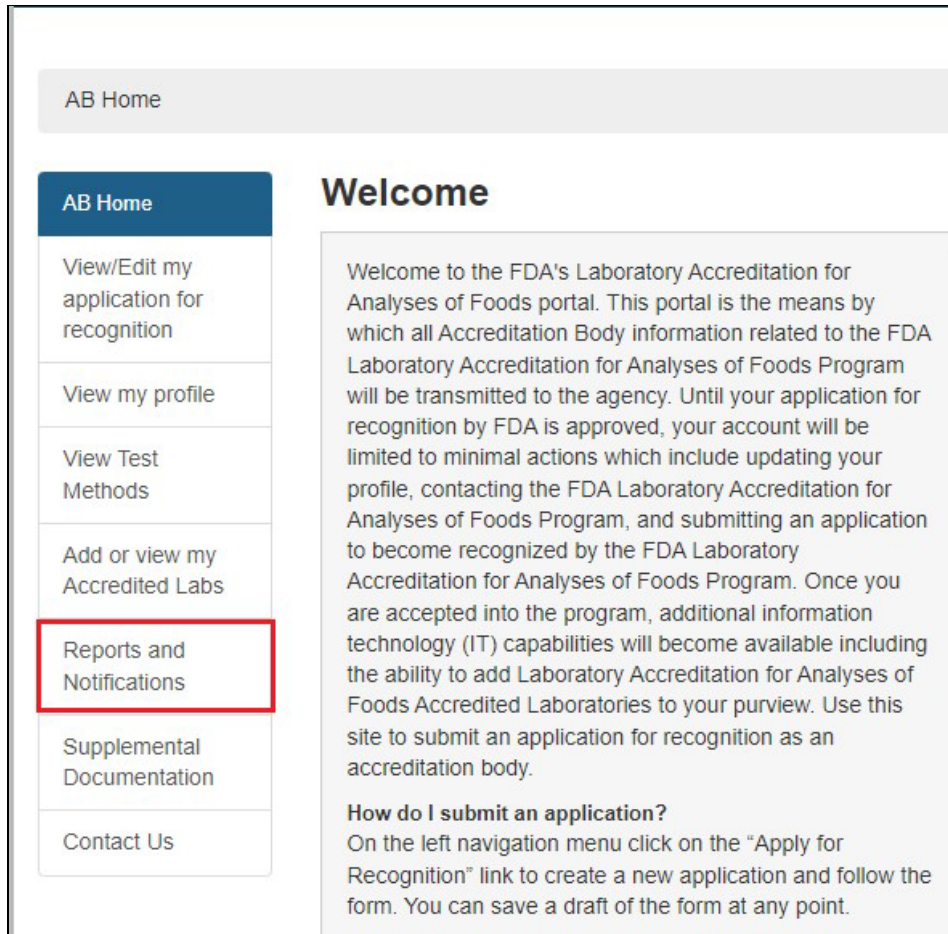 AB Home
AB Home
View/Edit my
application for
recognition
View my profile
View Test
Methods
Add or view my
Accredited Labs
Reports and
Notifications
Supplemental
Documentation
Contact Us
Welcome
Welcome to the FDA's Laboratory Accreditation for
Analyses of Foods portal. This portal is the means by
which all Accreditation Body information related to the FDA
Laboratory Accreditation for Analyses of Foods Program
will be transmitted to the agency. Until your application for
recognition by FDA is approved, your account will be
limited to minimal actions which include updating your
profile, contacting the FDA Laboratory Accreditation for
Analyses of Foods Program, and submitting an application
to become recognized by the FDA Laboratory
Accreditation for Analyses of Foods Program. Once you
are accepted into the program, additional information
technology (IT) capabilities will become available including
the ability to add Laboratory Accreditation for Analyses of
Foods Accredited Laboratories to your purview. Use this
site to submit an application for recognition as an
accreditation body.
How do I submit an application?
On the left navigation menu click on the “Apply for
Recognition” link to create a new application and follow the
form. You can save a draft of the form at any point.